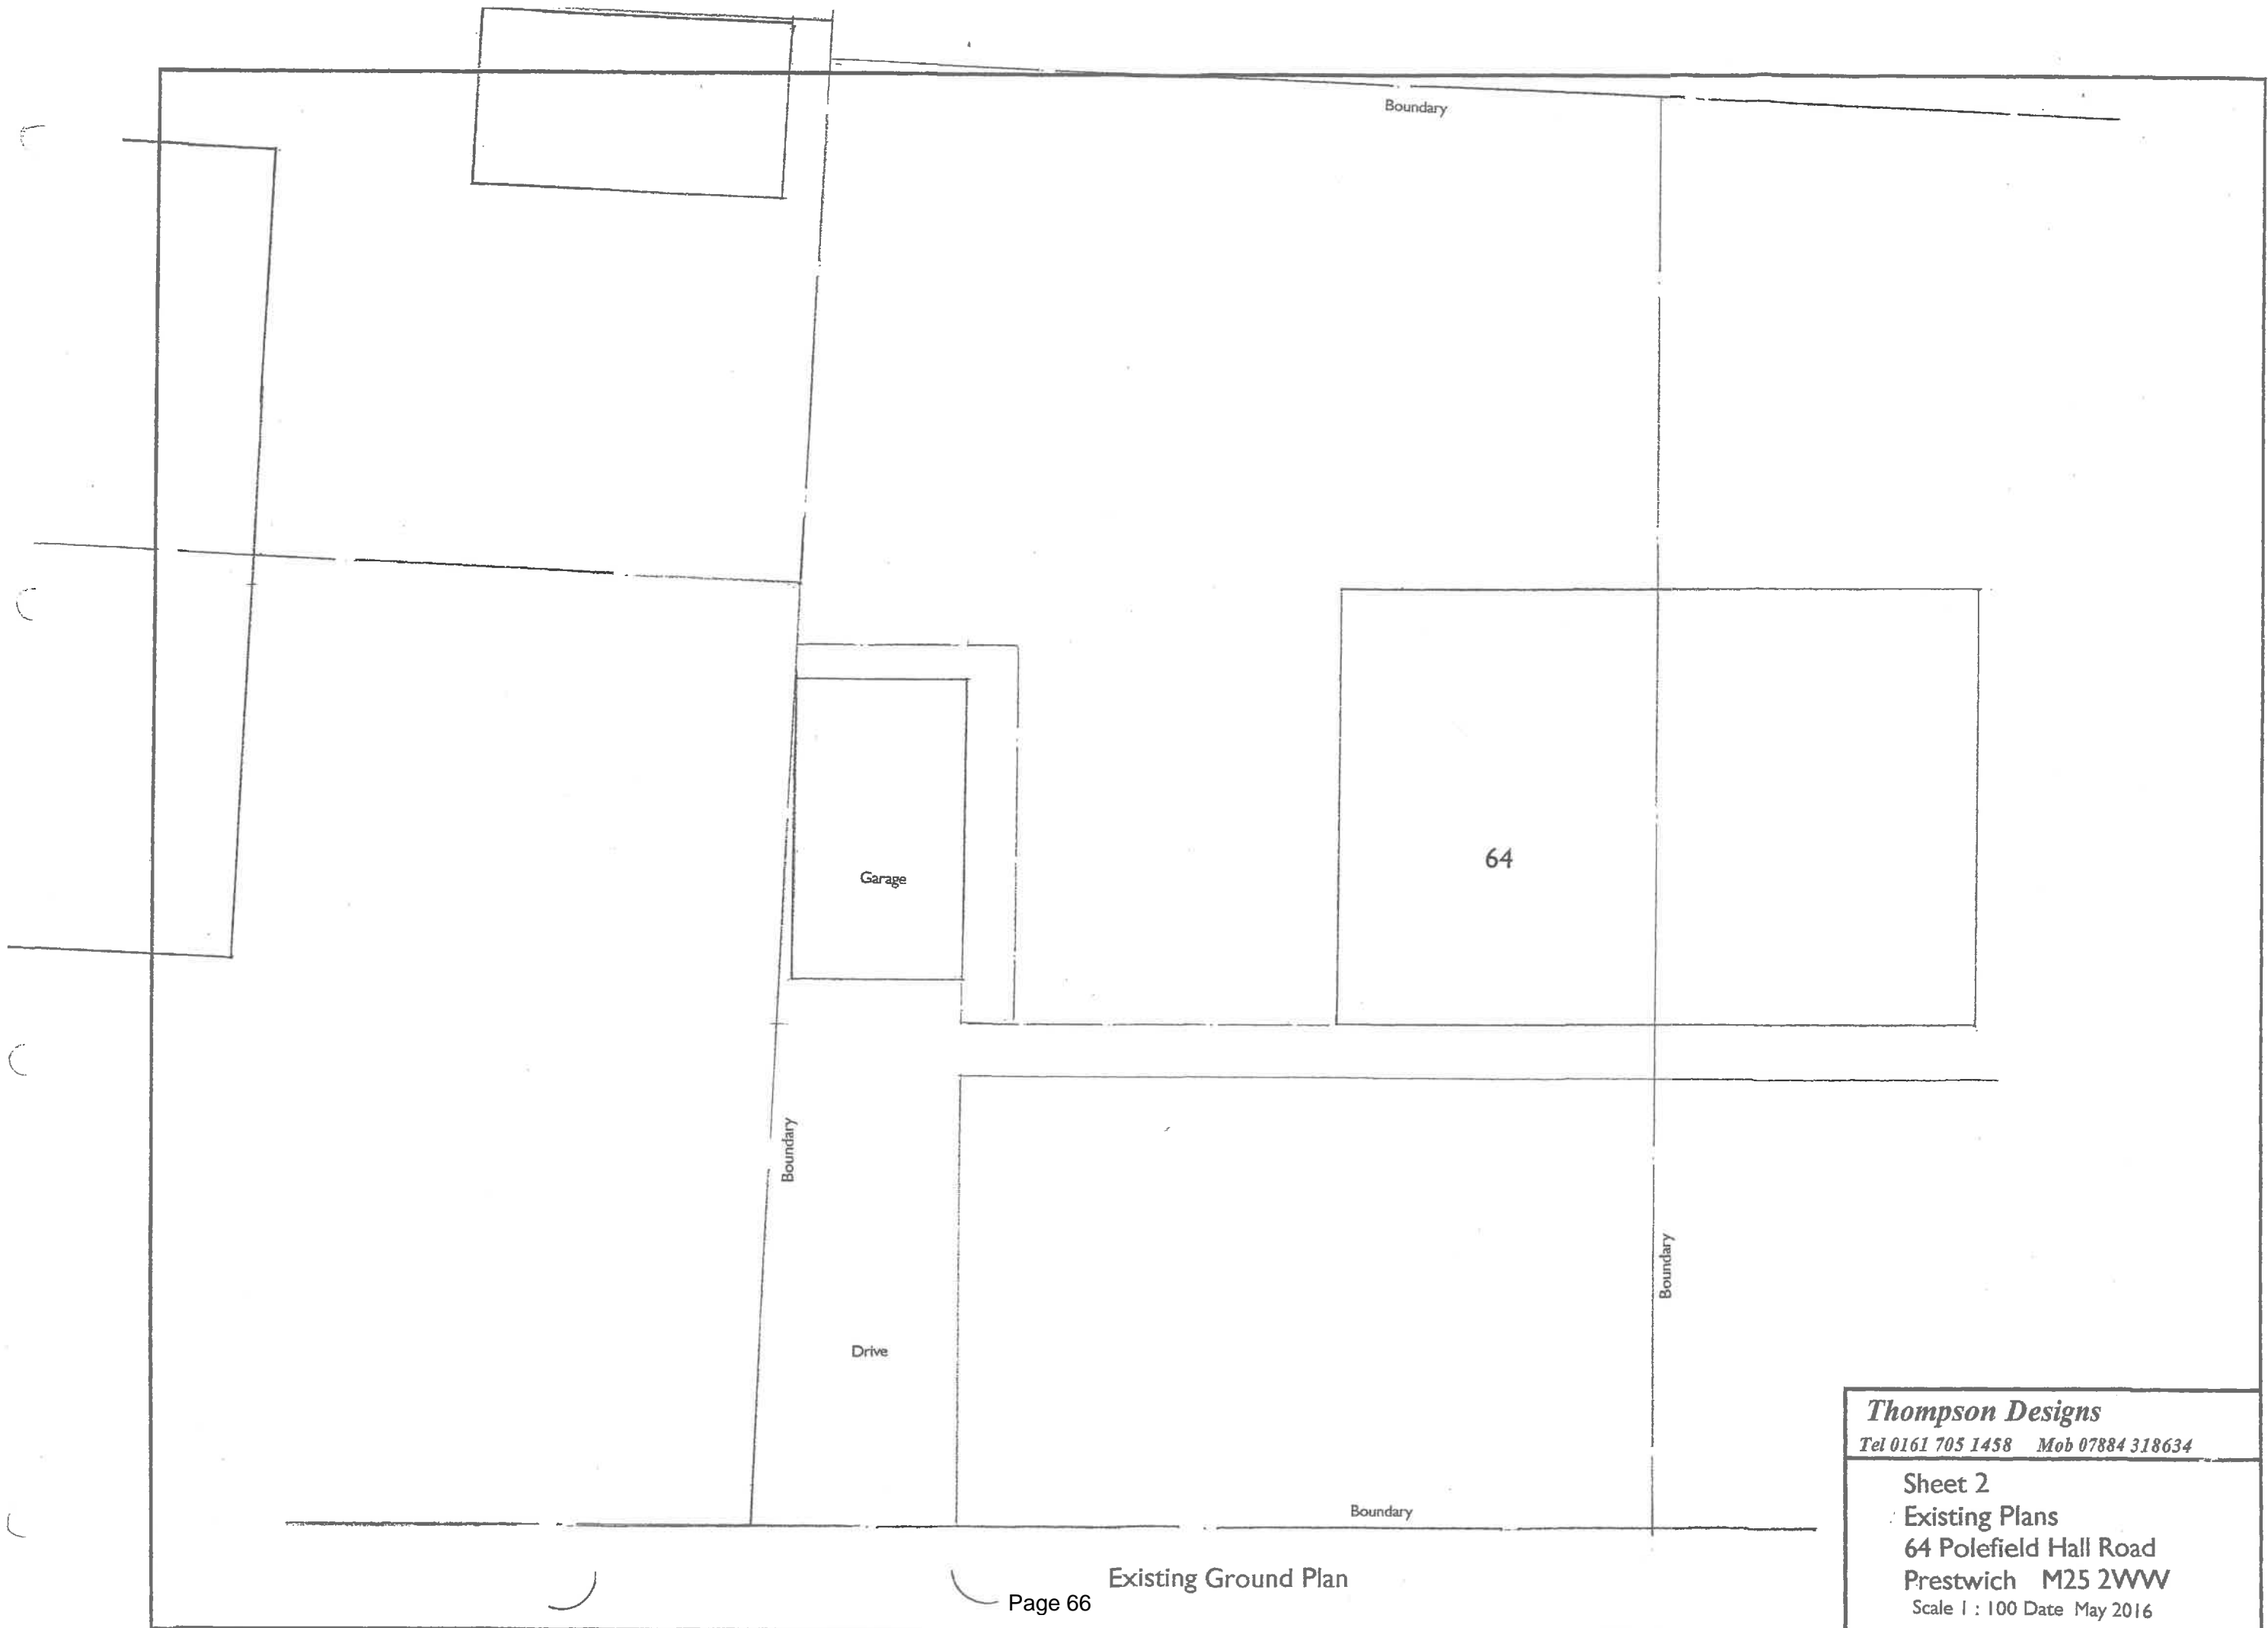 Boundary
64
Garage
Boundary
Boundary
Drive
Boundary
Existing Ground Plan
Page 66
Thompson Designs
Tel 0161 705 1458 Mob 07884 318634
Sheet 2
Existing Plans
64 Polefield Hall Road
Prestwich M25 2WW
Scale 1 : 100 Date May 2016